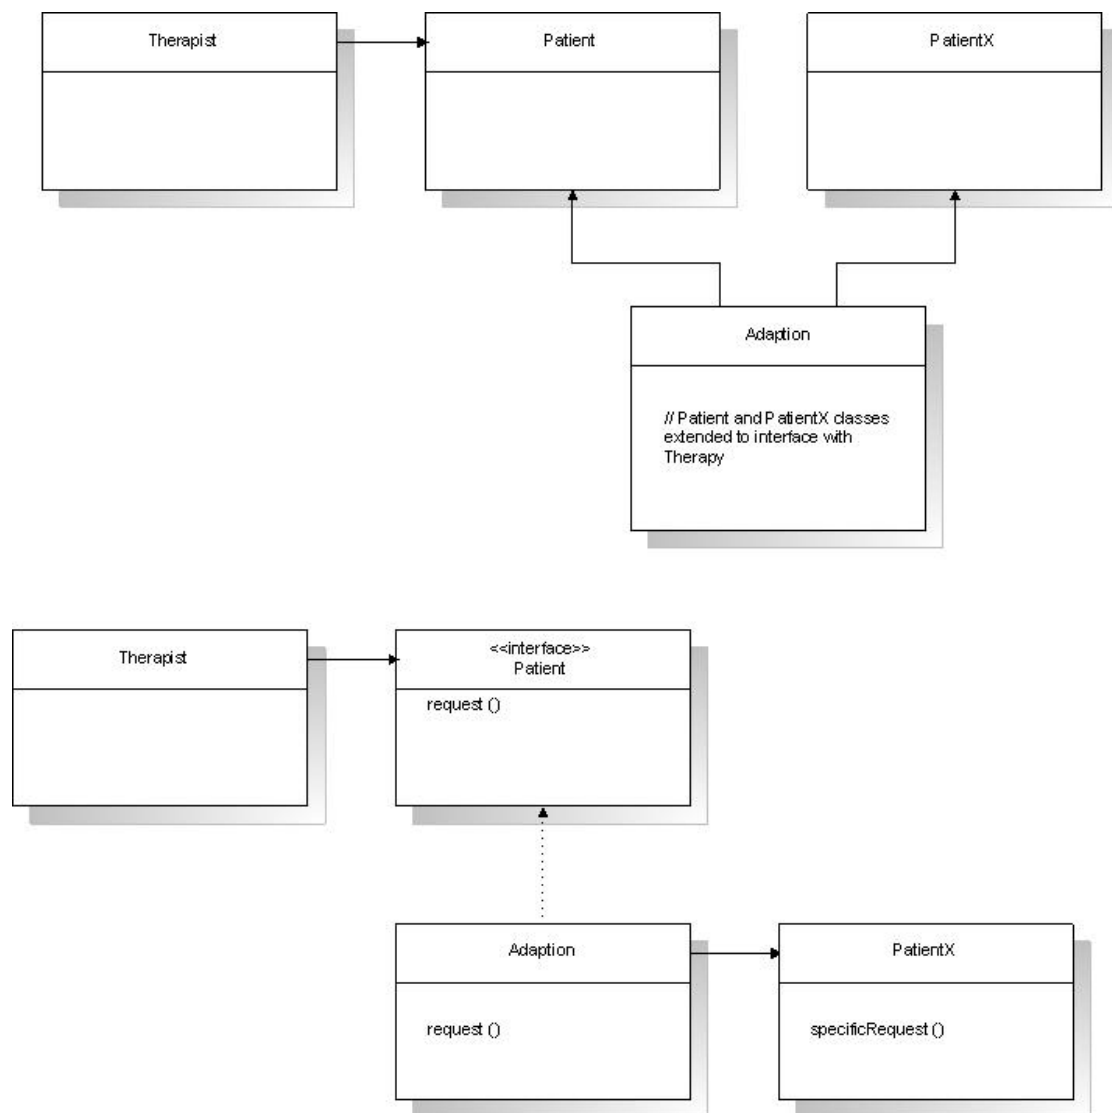 Therapist
Patient
PatientX
Adaption
// Patient and PatientX classes
extended to interface with
Therapy
Therapist
<<interface>>
Patient
request ()
Adaption
request ()
PatientX
specificRequest ()